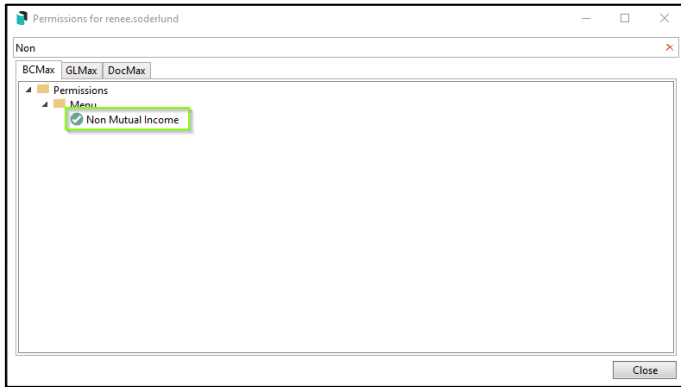 Permissions for renee.soderlund
Non
BCMax GLMax DocMax
Permissions
Menu
Non Mutual Income
Close